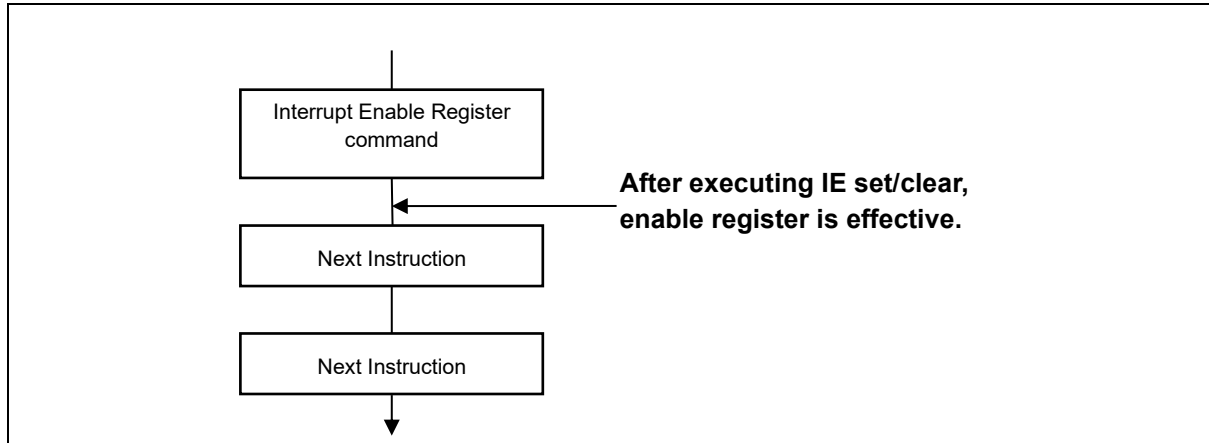 Interrupt Enable Register
command
After executing IE set/clear,
enable register is effective.
Next Instruction
Next Instruction